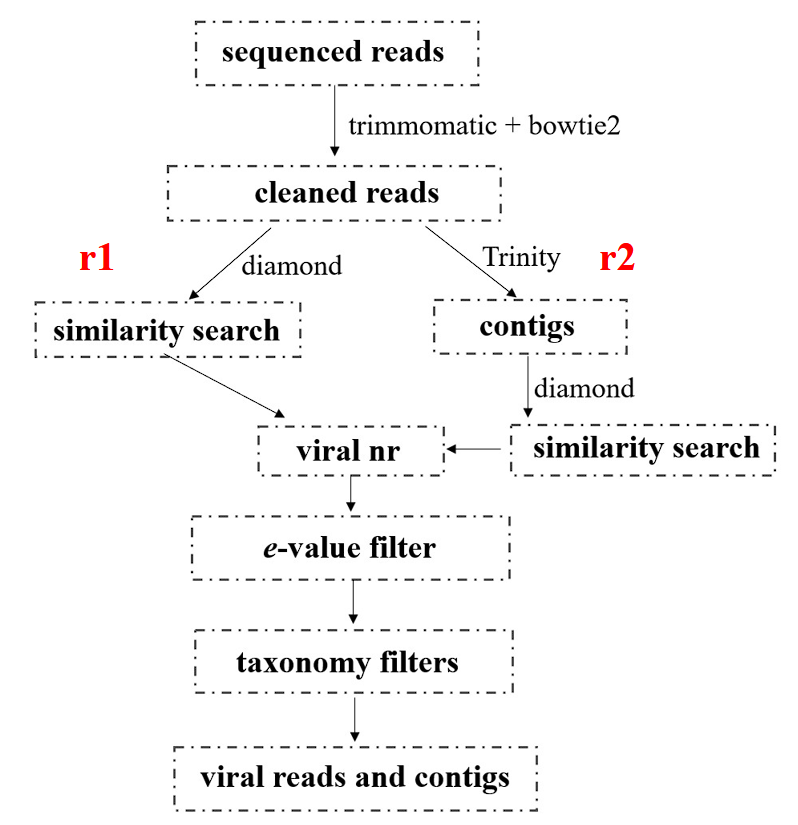 sequenced reads
trimmomatic + bowtie2
cleaned reads
r1
diamond
Trinity
r2
similarity search
contigs
diamond
viral nr
similarity search
e-value filter
taxonomy filters
viral reads and contigs